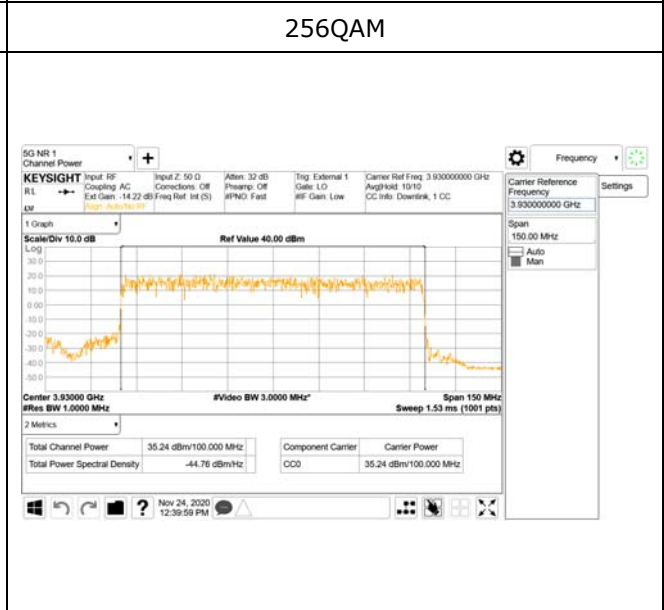 256QAM
5G NR 1
Channel Power
Frequency
KEYSIGHT
RL
Input: RF
Coupling: AC
Ext Gain: -14.22 dB
Align: Auto/No RF
Input Z: 50 Ω
Corrections: Off
Freq Ref: Int (S)
Atten: 32 dB
Preamp: Off
#PNO: Fast
Trig: External 1
Gate: LO
#IF Gain: Low
Carrier Ref Freq: 3.930000000 GHz
Avg|Hold: 10/10
CC Info: Downlink, 1 CC
Carrier Reference
Frequency
3.930000000 GHz
Settings
Span
150.00 MHz
Auto
Man
1 Graph
Scale/Div 10.0 dB
Ref Value 40.00 dBm
Log
30.0
20.0
10.0
0.00
-10.0
-20.0
-30.0
-40.0
-50.0
Center 3.93000 GHz
#Video BW 3.0000 MHz*
Span 150 MHz
#Res BW 1.0000 MHz
Sweep 1.53 ms (1001 pts)
2 Metrics
Total Channel Power 35.24 dBm/100.000 MHz
Total Power Spectral Density -44.76 dBm/Hz
Component Carrier Carrier Power
CC0 35.24 dBm/100.000 MHz
?
Nov 24, 2020
12:39:59 PM